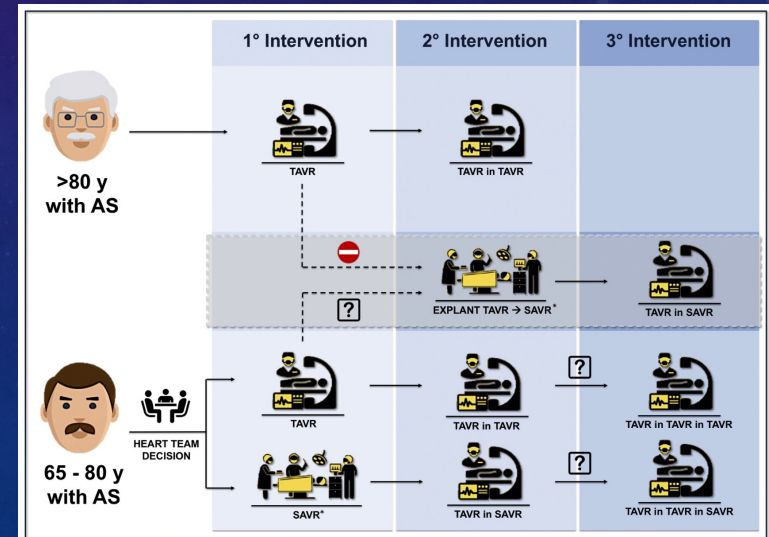 1° Intervention
2° Intervention
3° Intervention
>80 y
with AS
TAVR
TAVR in TAVR
EXPLANT TAVR → SAVR*
TAVR in SAVR
?
65 - 80 y
with AS
HEART TEAM
DECISION
TAVR
TAVR in TAVR
?
TAVR in TAVR in TAVR
SAVR*
TAVR in SAVR
?
TAVR in TAVR in SAVR